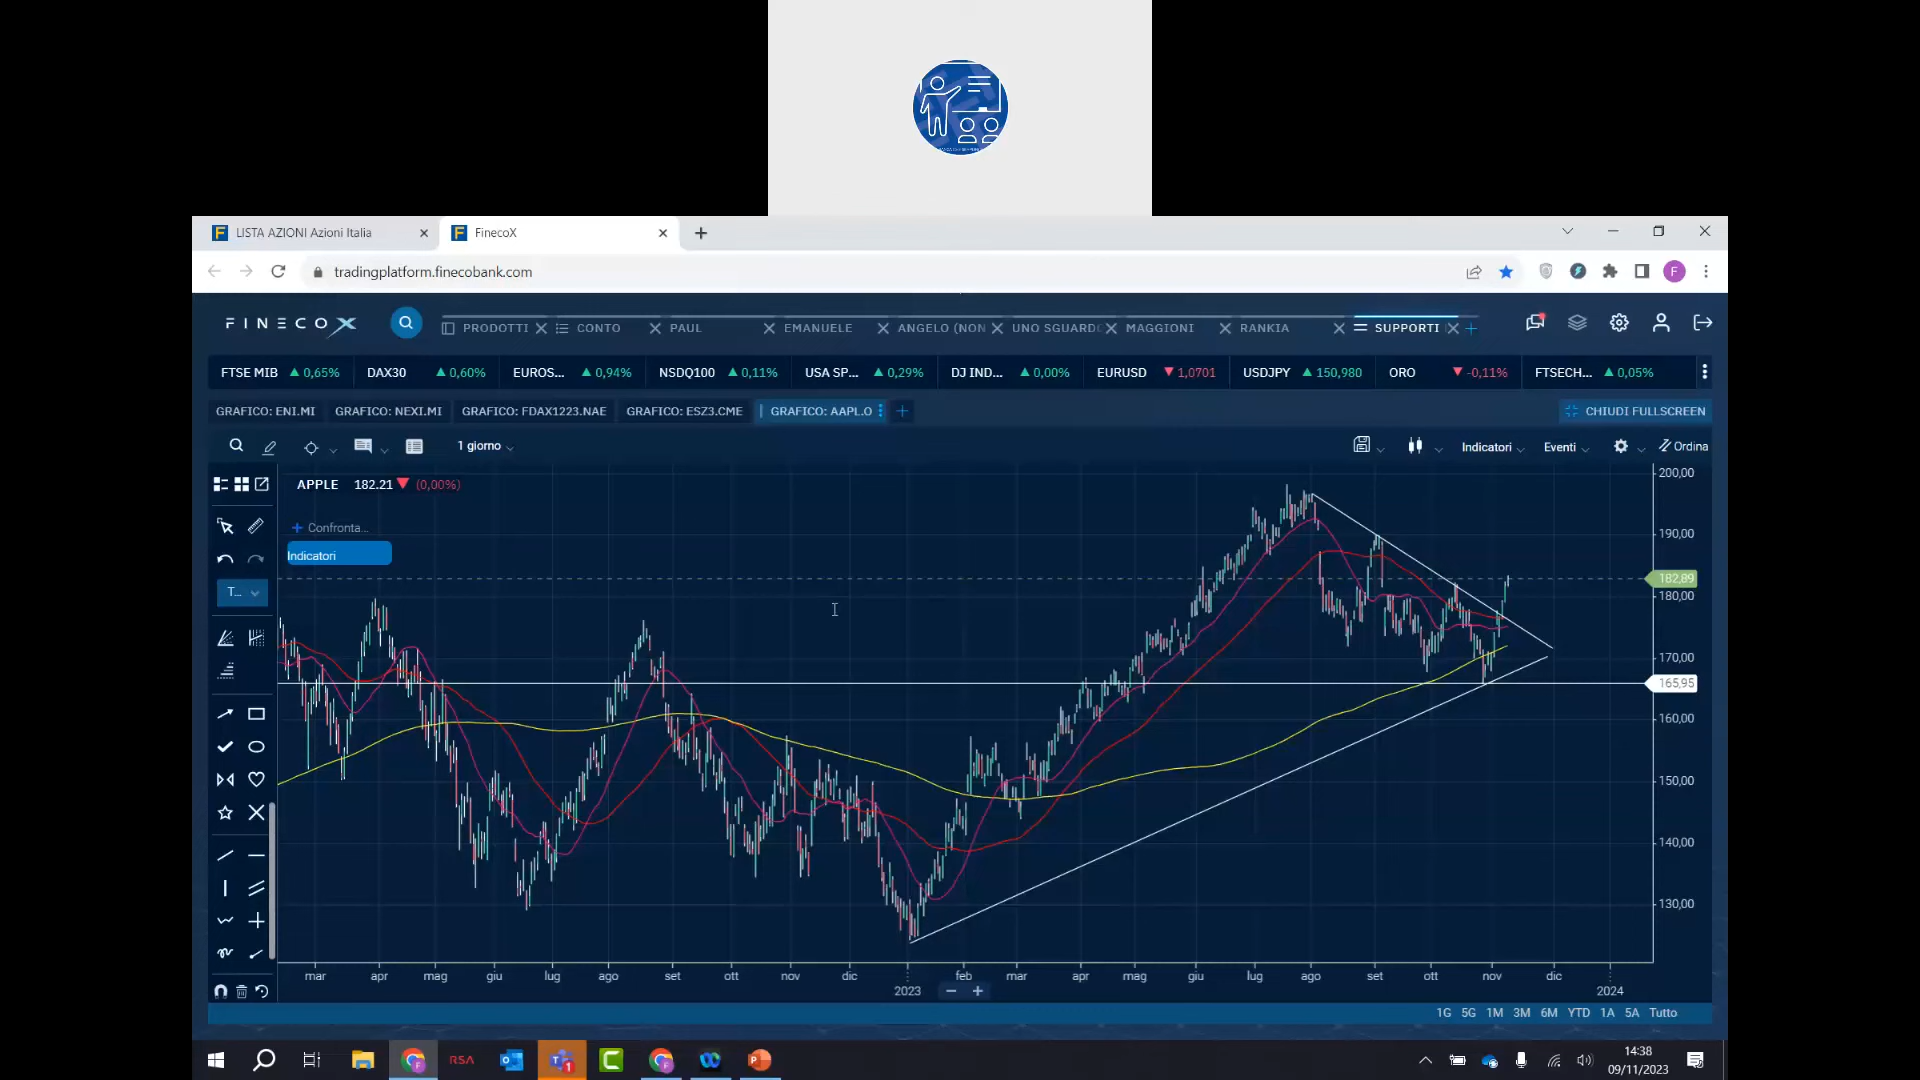 LISTA AZIONI Azioni Italia
FinecoX
tradingplatform.finecobank.com
F
FINECOX
PRODOTTI
CONTO
PAUL
EMANUELE
ANGELO (NON
UNO SGUARDO
MAGGIONI
RANKIA
SUPPORTI
FTSE MIB 0,65%
DAX30 0,60%
EUROS... 0,94%
NSDQ100 0,11%
USA SP... 0,29%
DJ IND... 0,00%
EURUSD 1,0701
USDJPY 150,980
ORO -0,11%
FTSECH... 0,05%
GRAFICO: ENI.MI
GRAFICO: NEXI.MI
GRAFICO: FDAX1223.NAE
GRAFICO: ESZ3.CME
GRAFICO: AAPL.O
CHIUDI FULLSCREEN
1 giorno
Indicatori
Eventi
Ordina
APPLE 182.21 (0,00%)
Confronta...
Indicatori
T...
200,00
190,00
182,89
180,00
170,00
165,95
160,00
150,00
140,00
130,00
mar apr mag giu lug ago set ott nov dic feb mar apr mag giu lug ago set ott nov dic
2023 2024
1G 5G 1M 3M 6M YTD 1A 5A Tutto
RSA
14:38
09/11/2023